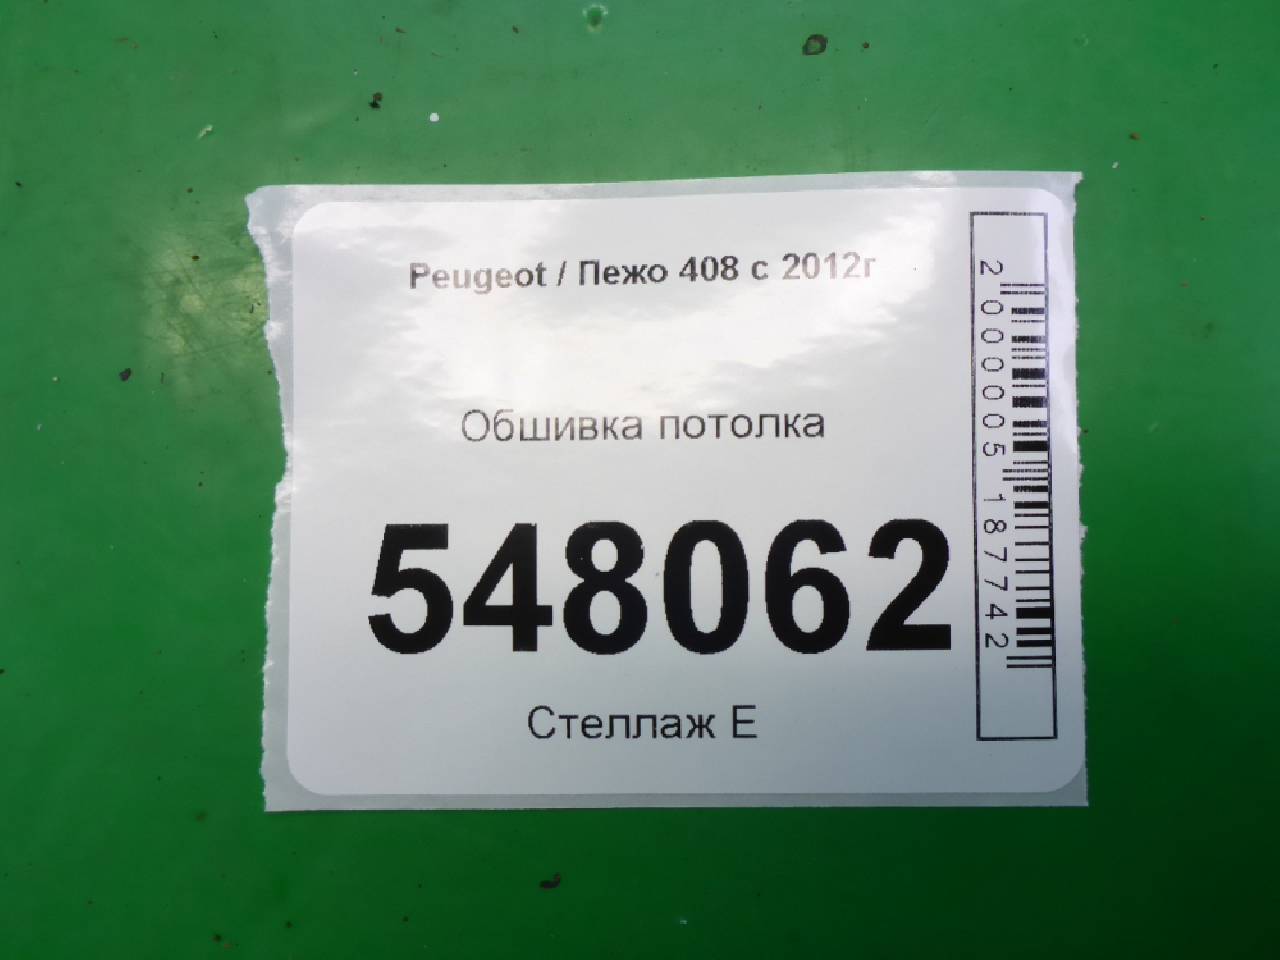 Peugeot / Пежо 408 с 2012г
Обшивка потолка
548062
Стеллаж Е
2000005187742